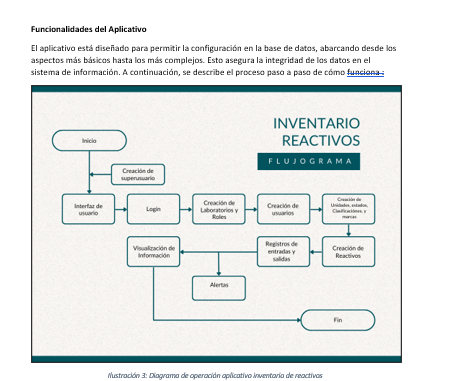 Funcionalidades del Aplicativo
El aplicativo está diseñado para permitir la configuración en la base de datos, abarcando desde los
aspectos más básicos hasta los más complejos. Esto asegura la integridad de los datos en el
sistema de información. A continuación, se describe el proceso paso a paso de cómo funciona :
INVENTARIO
REACTIVOS
FLUJOGRAMA
Inicio
Creación de
superusuario
Interfaz de
usuario
Login
Creación de
Laboratorios y
Roles
Creación de
usuarios
Creación de
Unidades, estados,
Clasificaciónes, y
marcas
Visualización de
Información
Registros de
entradas y
salidas
Creación de
Reactivos
Alertas
Fin
Ilustración 3: Diagrama de operación aplicativo inventario de reactivos